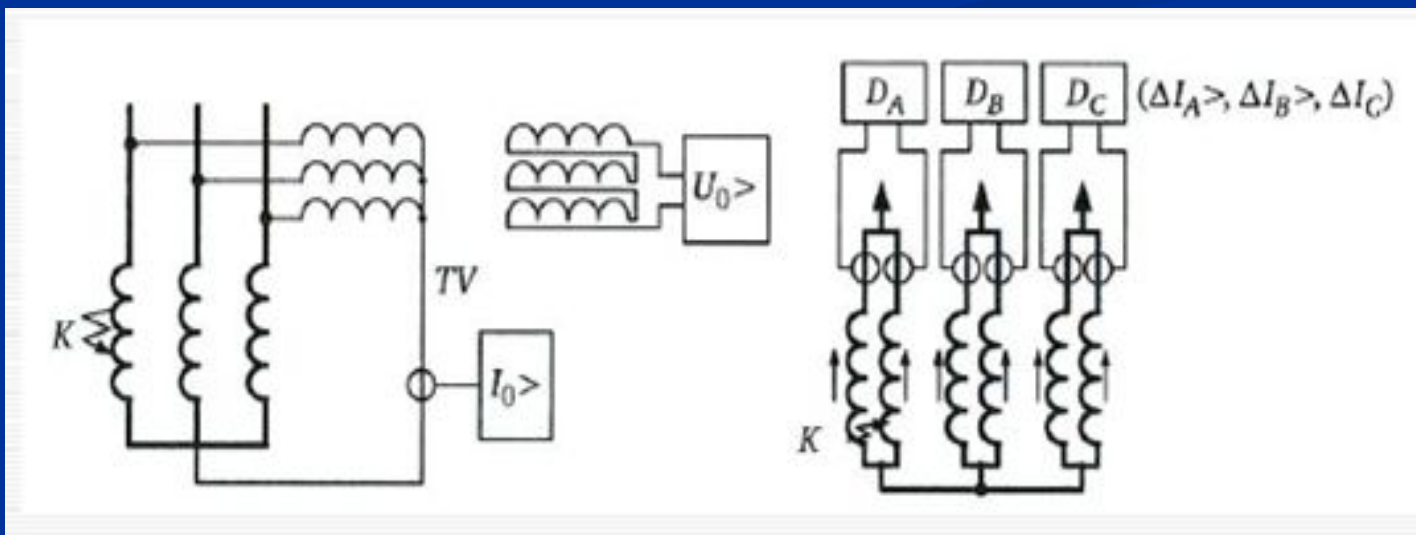 D_A D_B D_C (ΔI_A>, ΔI_B>, ΔI_C)
U_0>
TV
K
I_0>
K